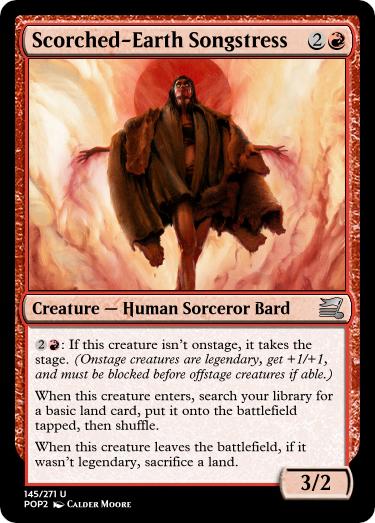 Scorched-Earth Songstress 2
Creature — Human Sorceror Bard
2: If this creature isn't onstage, it takes the
stage. (Onstage creatures are legendary, get +1/+1,
and must be blocked before offstage creatures if able.)
When this creature enters, search your library for
a basic land card, put it onto the battlefield
tapped, then shuffle.
When this creature leaves the battlefield, if it
wasn't legendary, sacrifice a land.
3/2
145/271 U
POP2 Calder Moore